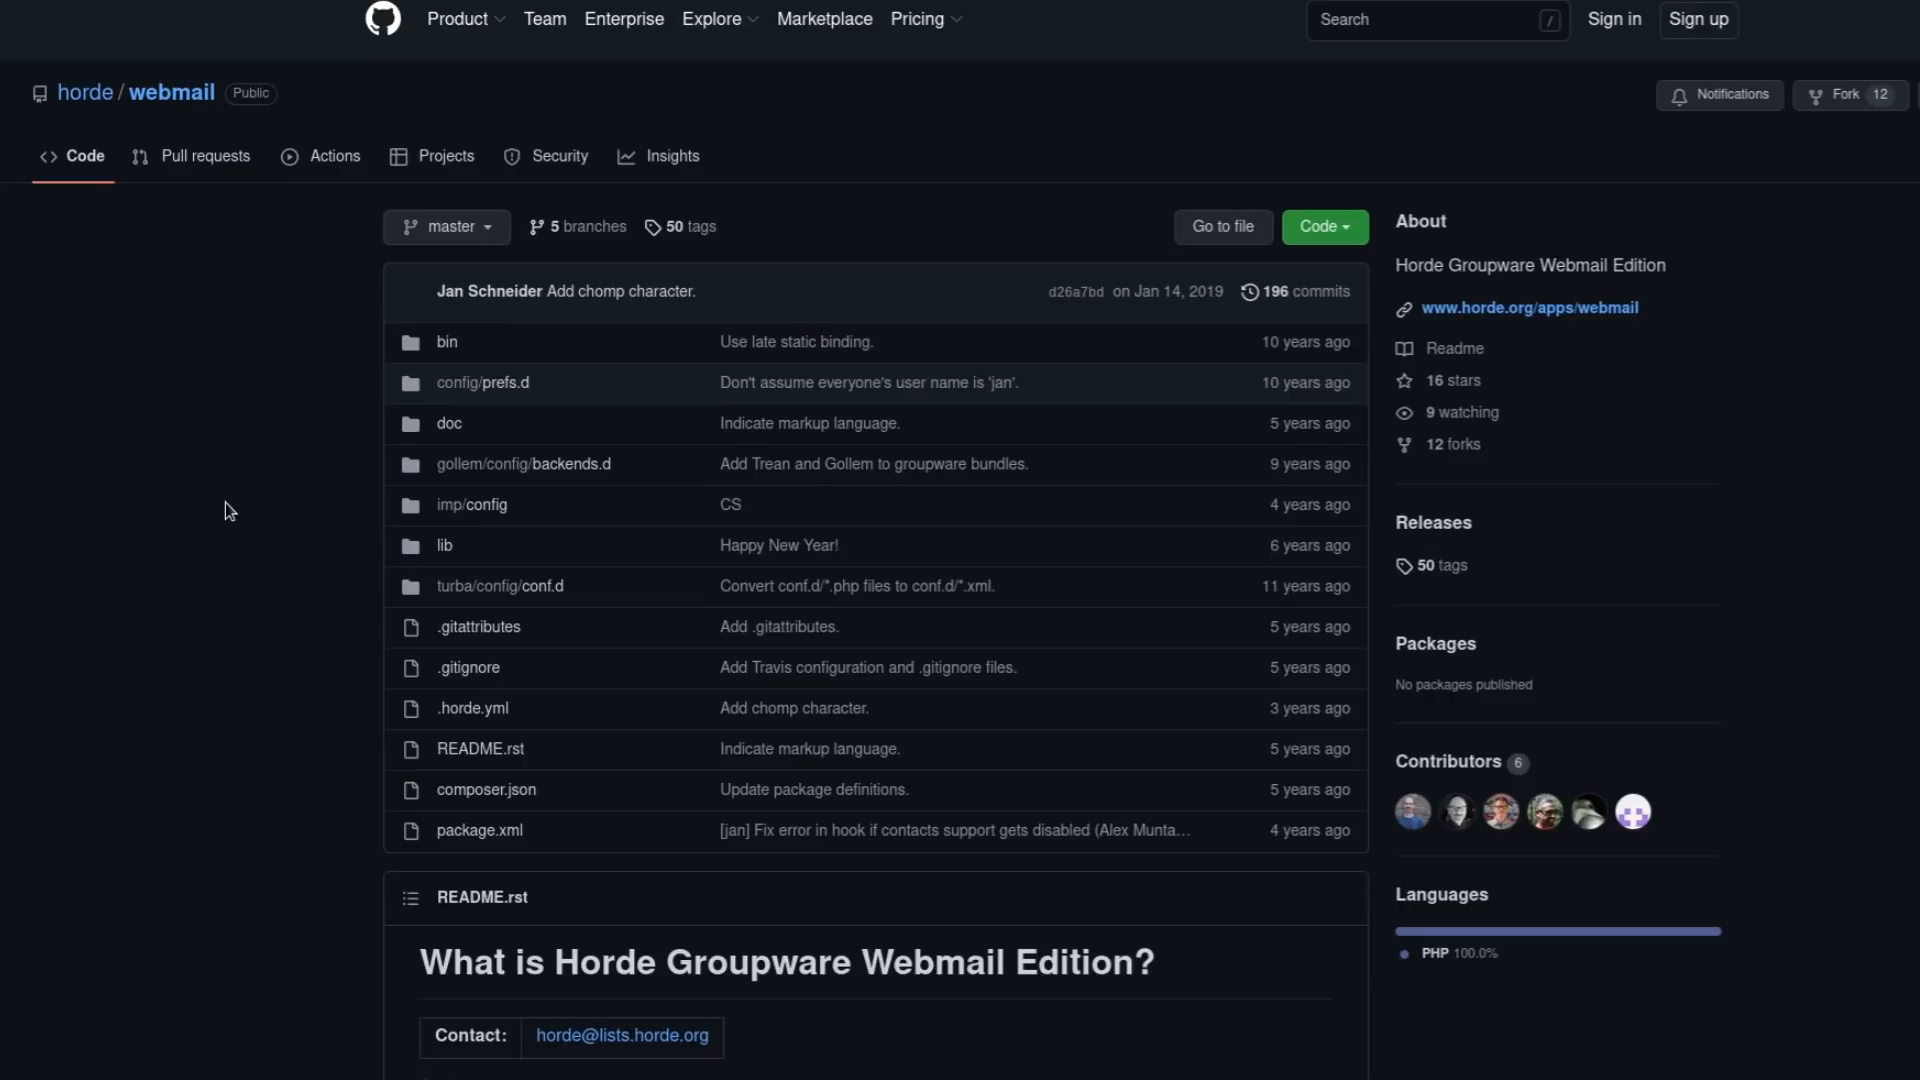 Product Team Enterprise Explore Marketplace Pricing Search / Sign in Sign up
horde / webmail Public Notifications Fork 12
Code Pull requests Actions Projects Security Insights
master 5 branches 50 tags Go to file Code
Jan Schneider Add chomp character. d26a7bd on Jan 14, 2019 196 commits
bin Use late static binding. 10 years ago
config/prefs.d Don't assume everyone's user name is 'jan'. 10 years ago
doc Indicate markup language. 5 years ago
gollem/config/backends.d Add Trean and Gollem to groupware bundles. 9 years ago
imp/config CS 4 years ago
lib Happy New Year! 6 years ago
turba/config/conf.d Convert conf.d/*.php files to conf.d/*.xml. 11 years ago
.gitattributes Add .gitattributes. 5 years ago
.gitignore Add Travis configuration and .gitignore files. 5 years ago
.horde.yml Add chomp character. 3 years ago
README.rst Indicate markup language. 5 years ago
composer.json Update package definitions. 5 years ago
package.xml [jan] Fix error in hook if contacts support gets disabled (Alex Munta... 4 years ago
README.rst
What is Horde Groupware Webmail Edition?
Contact: horde@lists.horde.org
About
Horde Groupware Webmail Edition
www.horde.org/apps/webmail
Readme
16 stars
9 watching
12 forks
Releases
50 tags
Packages
No packages published
Contributors 6
Languages
PHP 100.0%